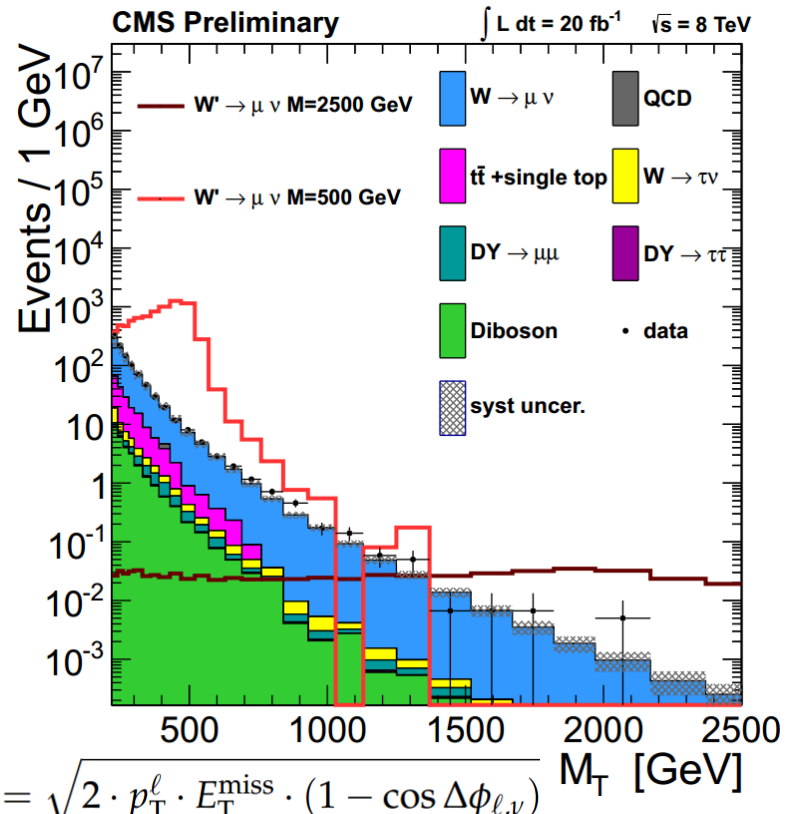 CMS Preliminary ∫ L dt = 20 fb⁻¹ √s = 8 TeV
Events / 1 GeV
10⁷
10⁶
10⁵
10⁴
10³
10²
10
1
10⁻¹
10⁻²
10⁻³
W' → μ ν M=2500 GeV
W' → μ ν M=500 GeV
W → μ ν
QCD
tt̄ +single top
W → τν
DY → μμ
DY → ττ
Diboson
data
syst uncer.
500 1000 1500 2000 2500
M_T [GeV]
= √(2 · p_T^ℓ · E_T^miss · (1 − cos Δϕ_ℓ,ν))